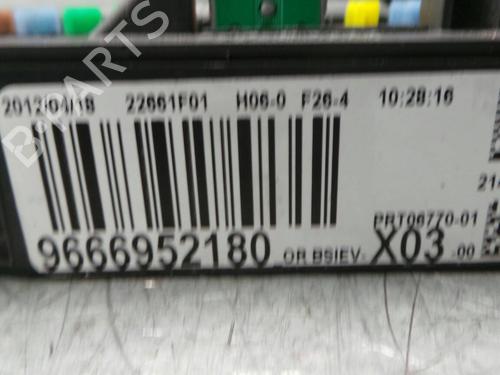 2012/04/18 22661F01 H06-0 F26-4 10:28:16
214
PRT06770-01
9666952180 OR BSIEV- X03 00
B-Parts